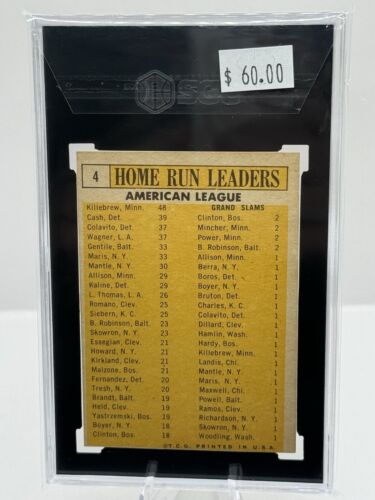 SGC
$ 60.00
4 HOME RUN LEADERS
AMERICAN LEAGUE
Killebrew, Minn. 48
Cash, Det. 39
Colavito, Det. 37
Wagner, L. A. 37
Gentile, Balt. 33
Maris, N. Y. 33
Mantle, N. Y. 30
Allison, Minn. 29
Kaline, Det. 29
L. Thomas, L. A. 26
Romano, Clev. 25
Siebern, K. C. 25
B. Robinson, Balt. 23
Skowron, N. Y. 23
Essegian, Clev. 21
Howard, N. Y. 21
Kirkland, Clev. 21
Malzone, Bos. 21
Fernandez, Det. 20
Tresh, N. Y. 20
Brandt, Balt. 19
Held, Clev. 19
Yastrzemski, Bos. 19
Boyer, N. Y. 18
Clinton, Bos. 18
GRAND SLAMS
Clinton, Bos. 2
Mincher, Minn. 2
Power, Minn. 2
B. Robinson, Balt. 2
Allison, Minn. 1
Berra, N. Y. 1
Boros, Det. 1
Boyer, N. Y. 1
Bruton, Det. 1
Charles, K. C. 1
Colavito, Det. 1
Dillard, Clev. 1
Hamlin, Wash. 1
Hardy, Bos. 1
Killebrew, Minn. 1
Landis, Chi. 1
Mantle, N. Y. 1
Maris, N. Y. 1
Maxwell, Chi. 1
Powell, Balt. 1
Ramos, Clev. 1
Richardson, N. Y. 1
Skowron, N. Y. 1
Woodling, Wash. 1
©T.C.G. PRINTED IN U.S.A.